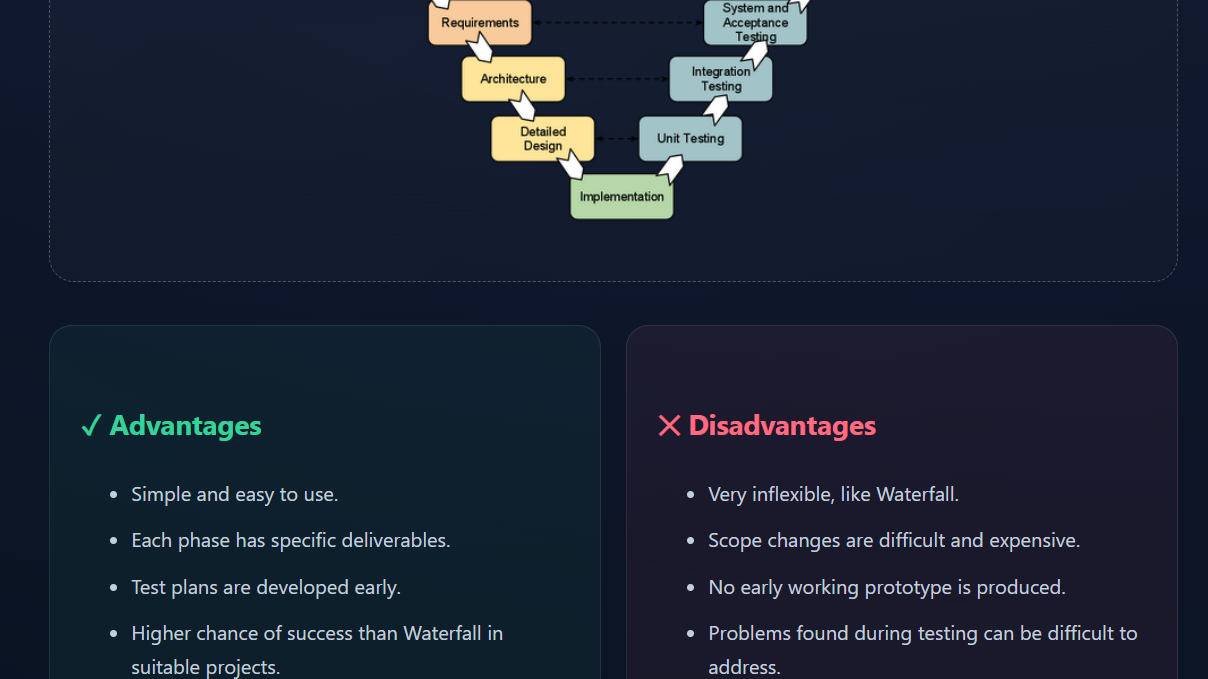 Requirements
System and
Acceptance
Testing
Architecture
Integration
Testing
Detailed
Design
Unit Testing
Implementation
✓ Advantages
• Simple and easy to use.
• Each phase has specific deliverables.
• Test plans are developed early.
• Higher chance of success than Waterfall in
suitable projects.
✕ Disadvantages
• Very inflexible, like Waterfall.
• Scope changes are difficult and expensive.
• No early working prototype is produced.
• Problems found during testing can be difficult to
address.